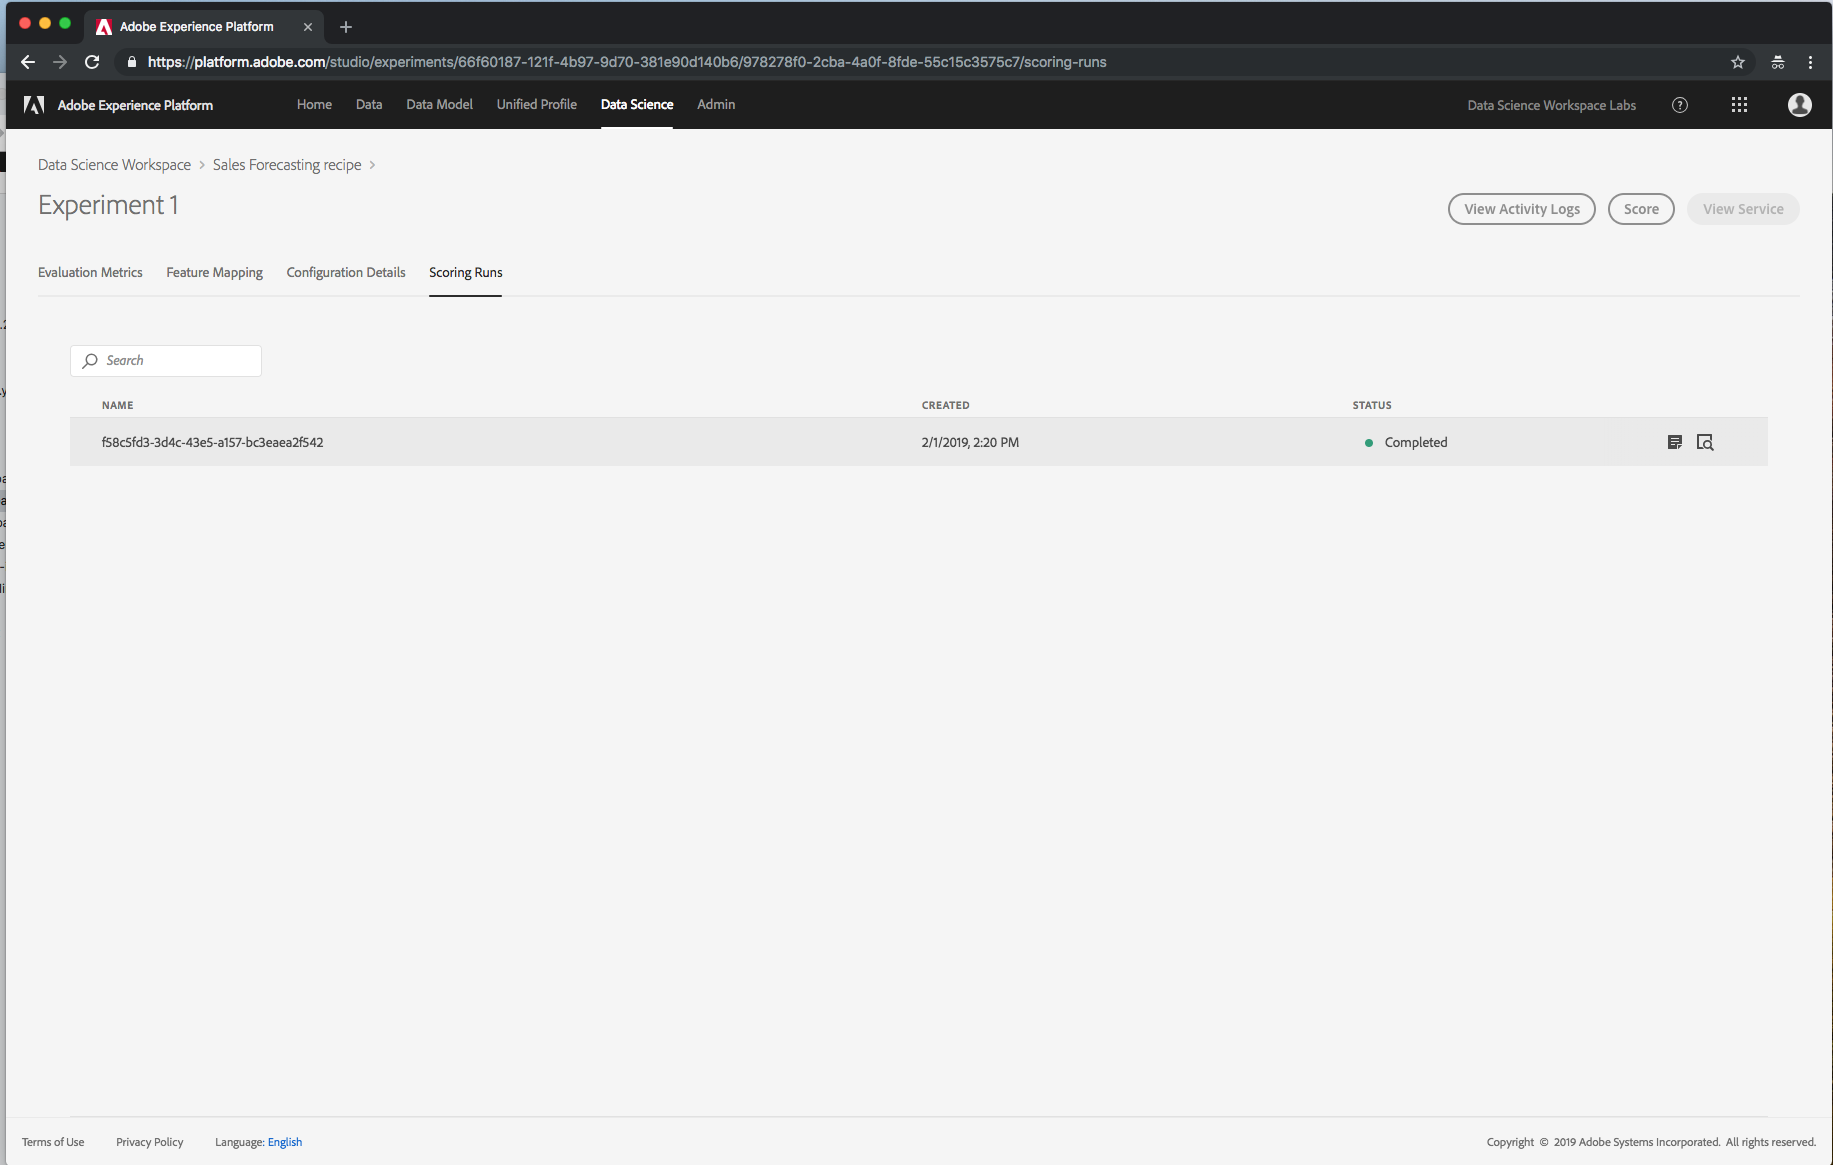 Adobe Experience Platform
https://platform.adobe.com/studio/experiments/66f60187-121f-4b97-9d70-381e90d140b6/978278f0-2cba-4a0f-8fde-55c15c3575c7/scoring-runs
Adobe Experience Platform Home Data Data Model Unified Profile Data Science Admin Data Science Workspace Labs
Data Science Workspace > Sales Forecasting recipe >
Experiment 1
View Activity Logs Score View Service
Evaluation Metrics Feature Mapping Configuration Details Scoring Runs
Search
NAME CREATED STATUS
f58c5fd3-3d4c-43e5-a157-bc3eaea2f542 2/1/2019, 2:20 PM Completed
Terms of Use Privacy Policy Language: English Copyright © 2019 Adobe Systems Incorporated. All rights reserved.